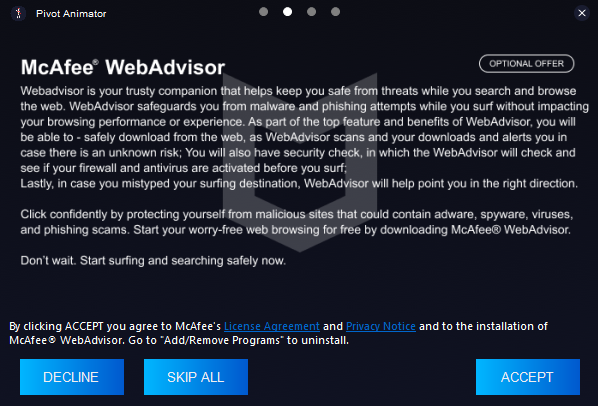 Pivot Animator
McAfee® WebAdvisor
OPTIONAL OFFER
Webadvisor is your trusty companion that helps keep you safe from threats while you search and browse
the web. WebAdvisor safeguards you from malware and phishing attempts while you surf without impacting
your browsing performance or experience. As part of the top feature and benefits of WebAdvisor, you will
be able to - safely download from the web, as WebAdvisor scans and your downloads and alerts you in
case there is an unknown risk; You will also have security check, in which the WebAdvisor will check and
see if your firewall and antivirus are activated before you surf;
Lastly, in case you mistyped your surfing destination, WebAdvisor will help point you in the right direction.
Click confidently by protecting yourself from malicious sites that could contain adware, spyware, viruses,
and phishing scams. Start your worry-free web browsing for free by downloading McAfee® WebAdvisor.
Don't wait. Start surfing and searching safely now.
By clicking ACCEPT you agree to McAfee's License Agreement and Privacy Notice and to the installation of
McAfee® WebAdvisor. Go to "Add/Remove Programs" to uninstall.
DECLINE
SKIP ALL
ACCEPT